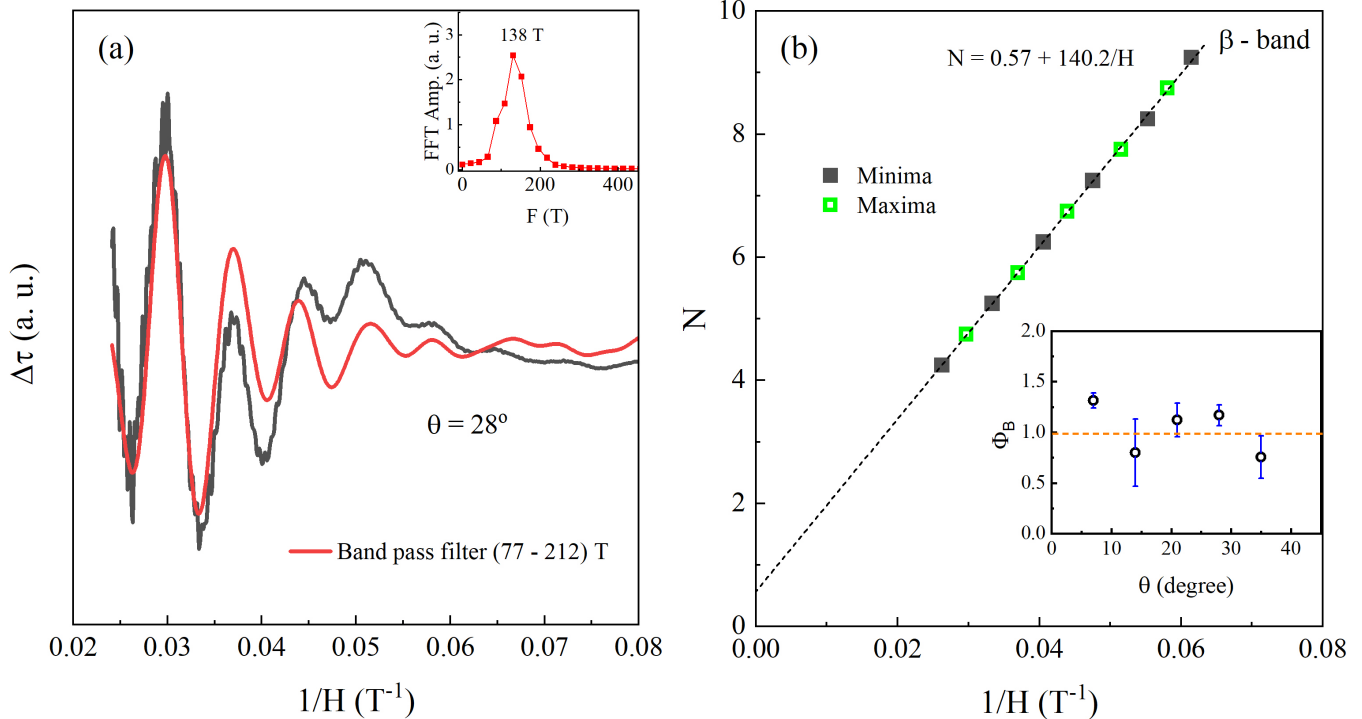 (a)
138 T
3
2
1
0
FFT Amp. (a. u.)
0 200 400
F (T)
Δτ (a. u.)
θ = 28°
Band pass filter (77 - 212) T
0.02 0.03 0.04 0.05 0.06 0.07 0.08
1/H (T⁻¹)
(b)
β - band
N = 0.57 + 140.2/H
Minima
Maxima
N
10
8
6
4
2
0
0.00 0.02 0.04 0.06 0.08
1/H (T⁻¹)
2.0
1.5
1.0
0.5
0.0
Φ_B
0 10 20 30 40
θ (degree)